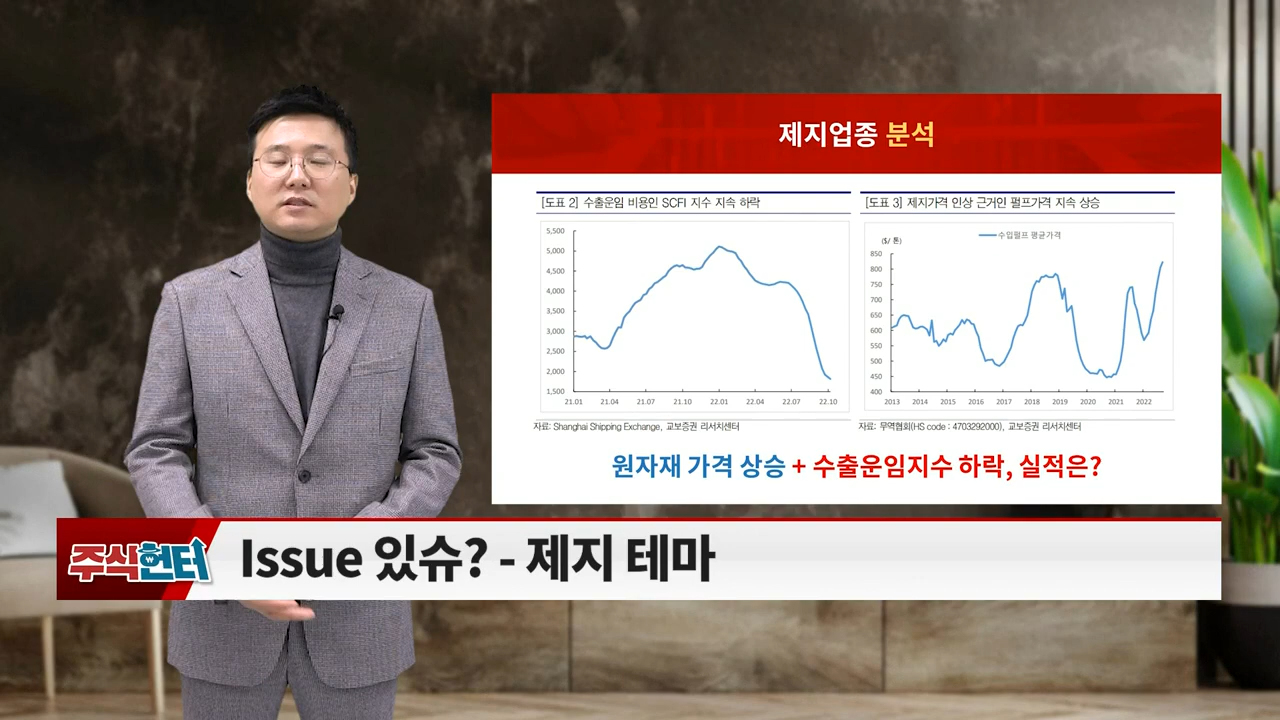 제지업종 분석
[도표 2] 수출운임 비용인 SCFI 지수 지속 하락
5,500
5,000
4,500
4,000
3,500
3,000
2,500
2,000
1,500
21.01 21.04 21.07 21.10 22.01 22.04 22.07 22.10
자료: Shanghai Shipping Exchange, 교보증권 리서치센터
[도표 3] 제지가격 인상 근거인 펄프가격 지속 상승
($/ 톤)
수입펄프 평균가격
850
800
750
700
650
600
550
500
450
400
2013 2014 2015 2016 2017 2018 2019 2020 2021 2022
자료: 무역협회(HS code : 4703292000), 교보증권 리서치센터
원자재 가격 상승 + 수출운임지수 하락, 실적은?
주식헌터
Issue 있슈? - 제지 테마